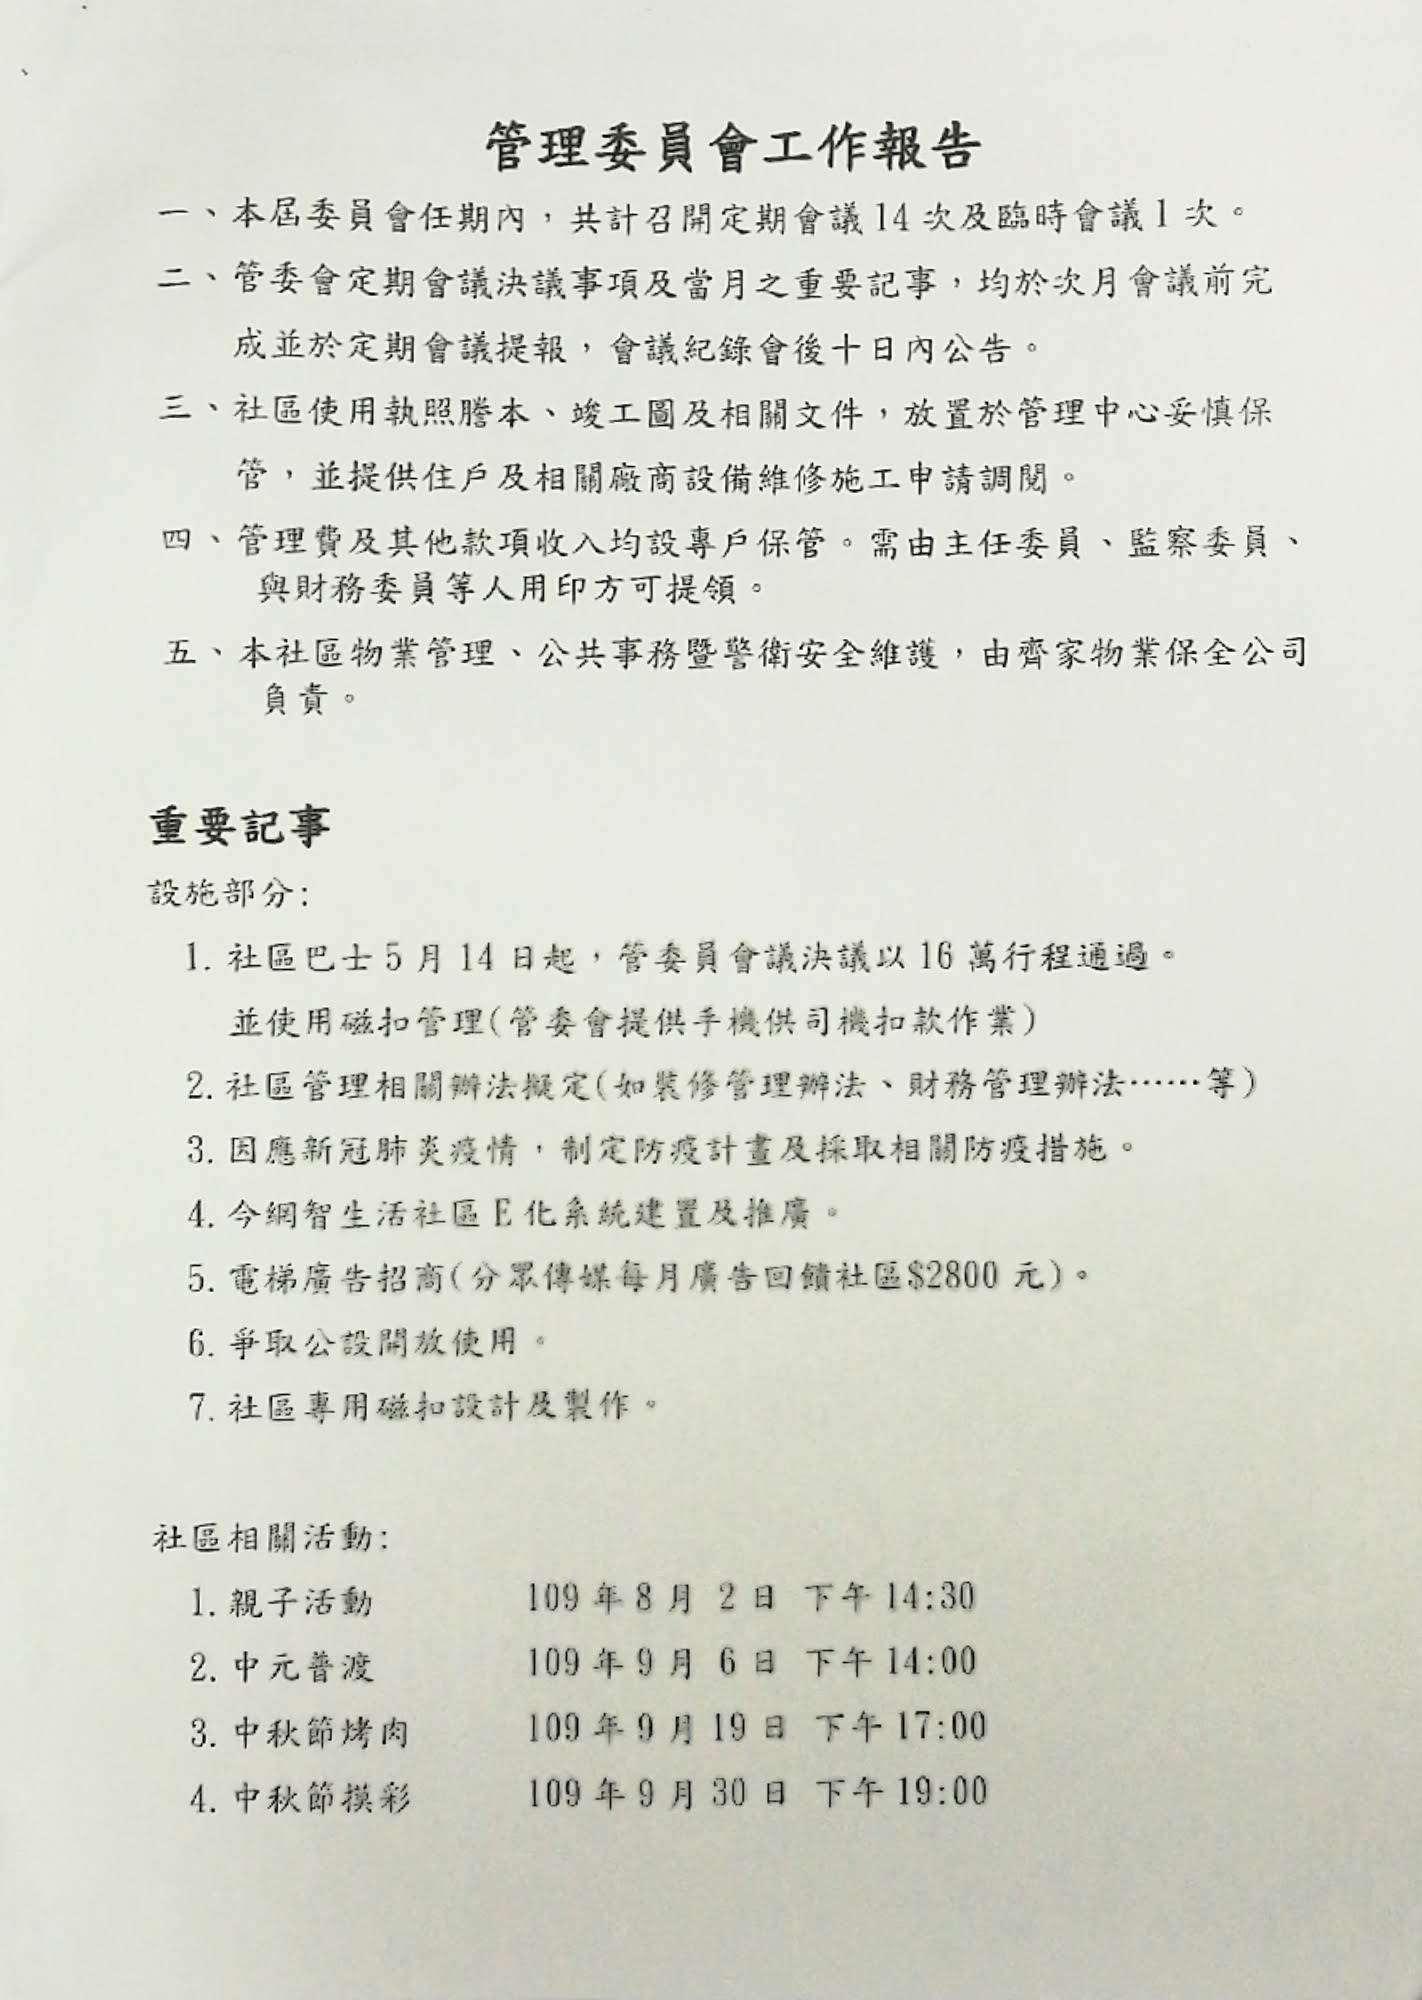 管理委員會工作報告
一、本屆委員會任期內，共計召開定期會議14次及臨時會議1次。
二、管委會定期會議決議事項及當月之重要記事，均於次月會議前完
成並於定期會議提報，會議紀錄會後十日內公告。
三、社區使用執照謄本、竣工圖及相關文件，放置於管理中心妥慎保
管，並提供住戶及相關廠商設備維修施工申請調閱。
四、管理費及其他款項收入均設專戶保管。需由主任委員、監察委員、
與財務委員等人用印方可提領。
五、本社區物業管理、公共事務暨警衛安全維護，由齊家物業保全公司
負責。
重要記事
設施部分:
1. 社區巴士5月14日起，管委員會議決議以16萬行程通過。
並使用磁扣管理(管委會提供手機供司機扣款作業)
2. 社區管理相關辦法擬定(如裝修管理辦法、財務管理辦法……等)
3. 因應新冠肺炎疫情，制定防疫計畫及採取相關防疫措施。
4. 今網智生活社區E化系統建置及推廣。
5. 電梯廣告招商(分眾傳媒每月廣告回饋社區$2800元)。
6. 爭取公設開放使用。
7. 社區專用磁扣設計及製作。
社區相關活動:
1. 親子活動 109年8月 2日 下午14:30
2. 中元普渡 109年9月 6日 下午14:00
3. 中秋節烤肉 109年9月19日 下午17:00
4. 中秋節摸彩 109年9月30日 下午19:00